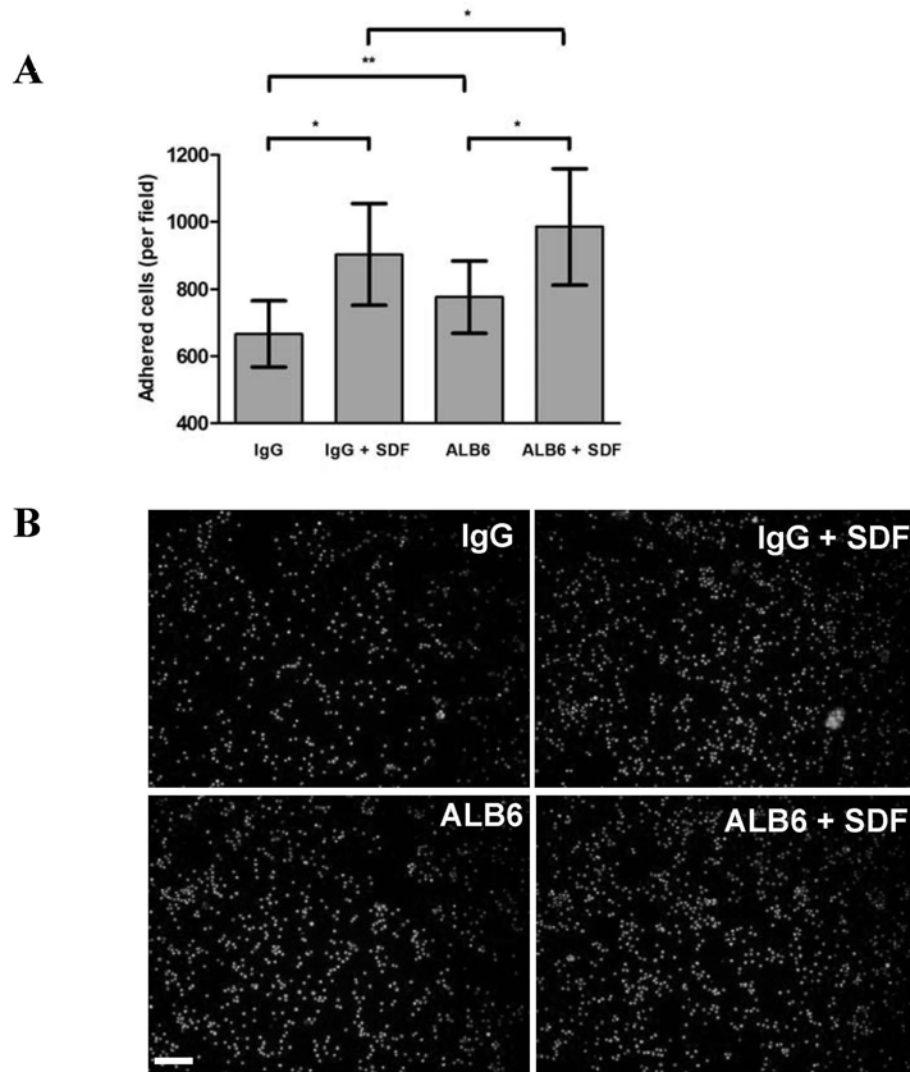 A
*
**
*
*
Adhered cells (per field)
1200
1000
800
600
400
IgG
IgG + SDF
ALB6
ALB6 + SDF
B
IgG
IgG + SDF
ALB6
ALB6 + SDF